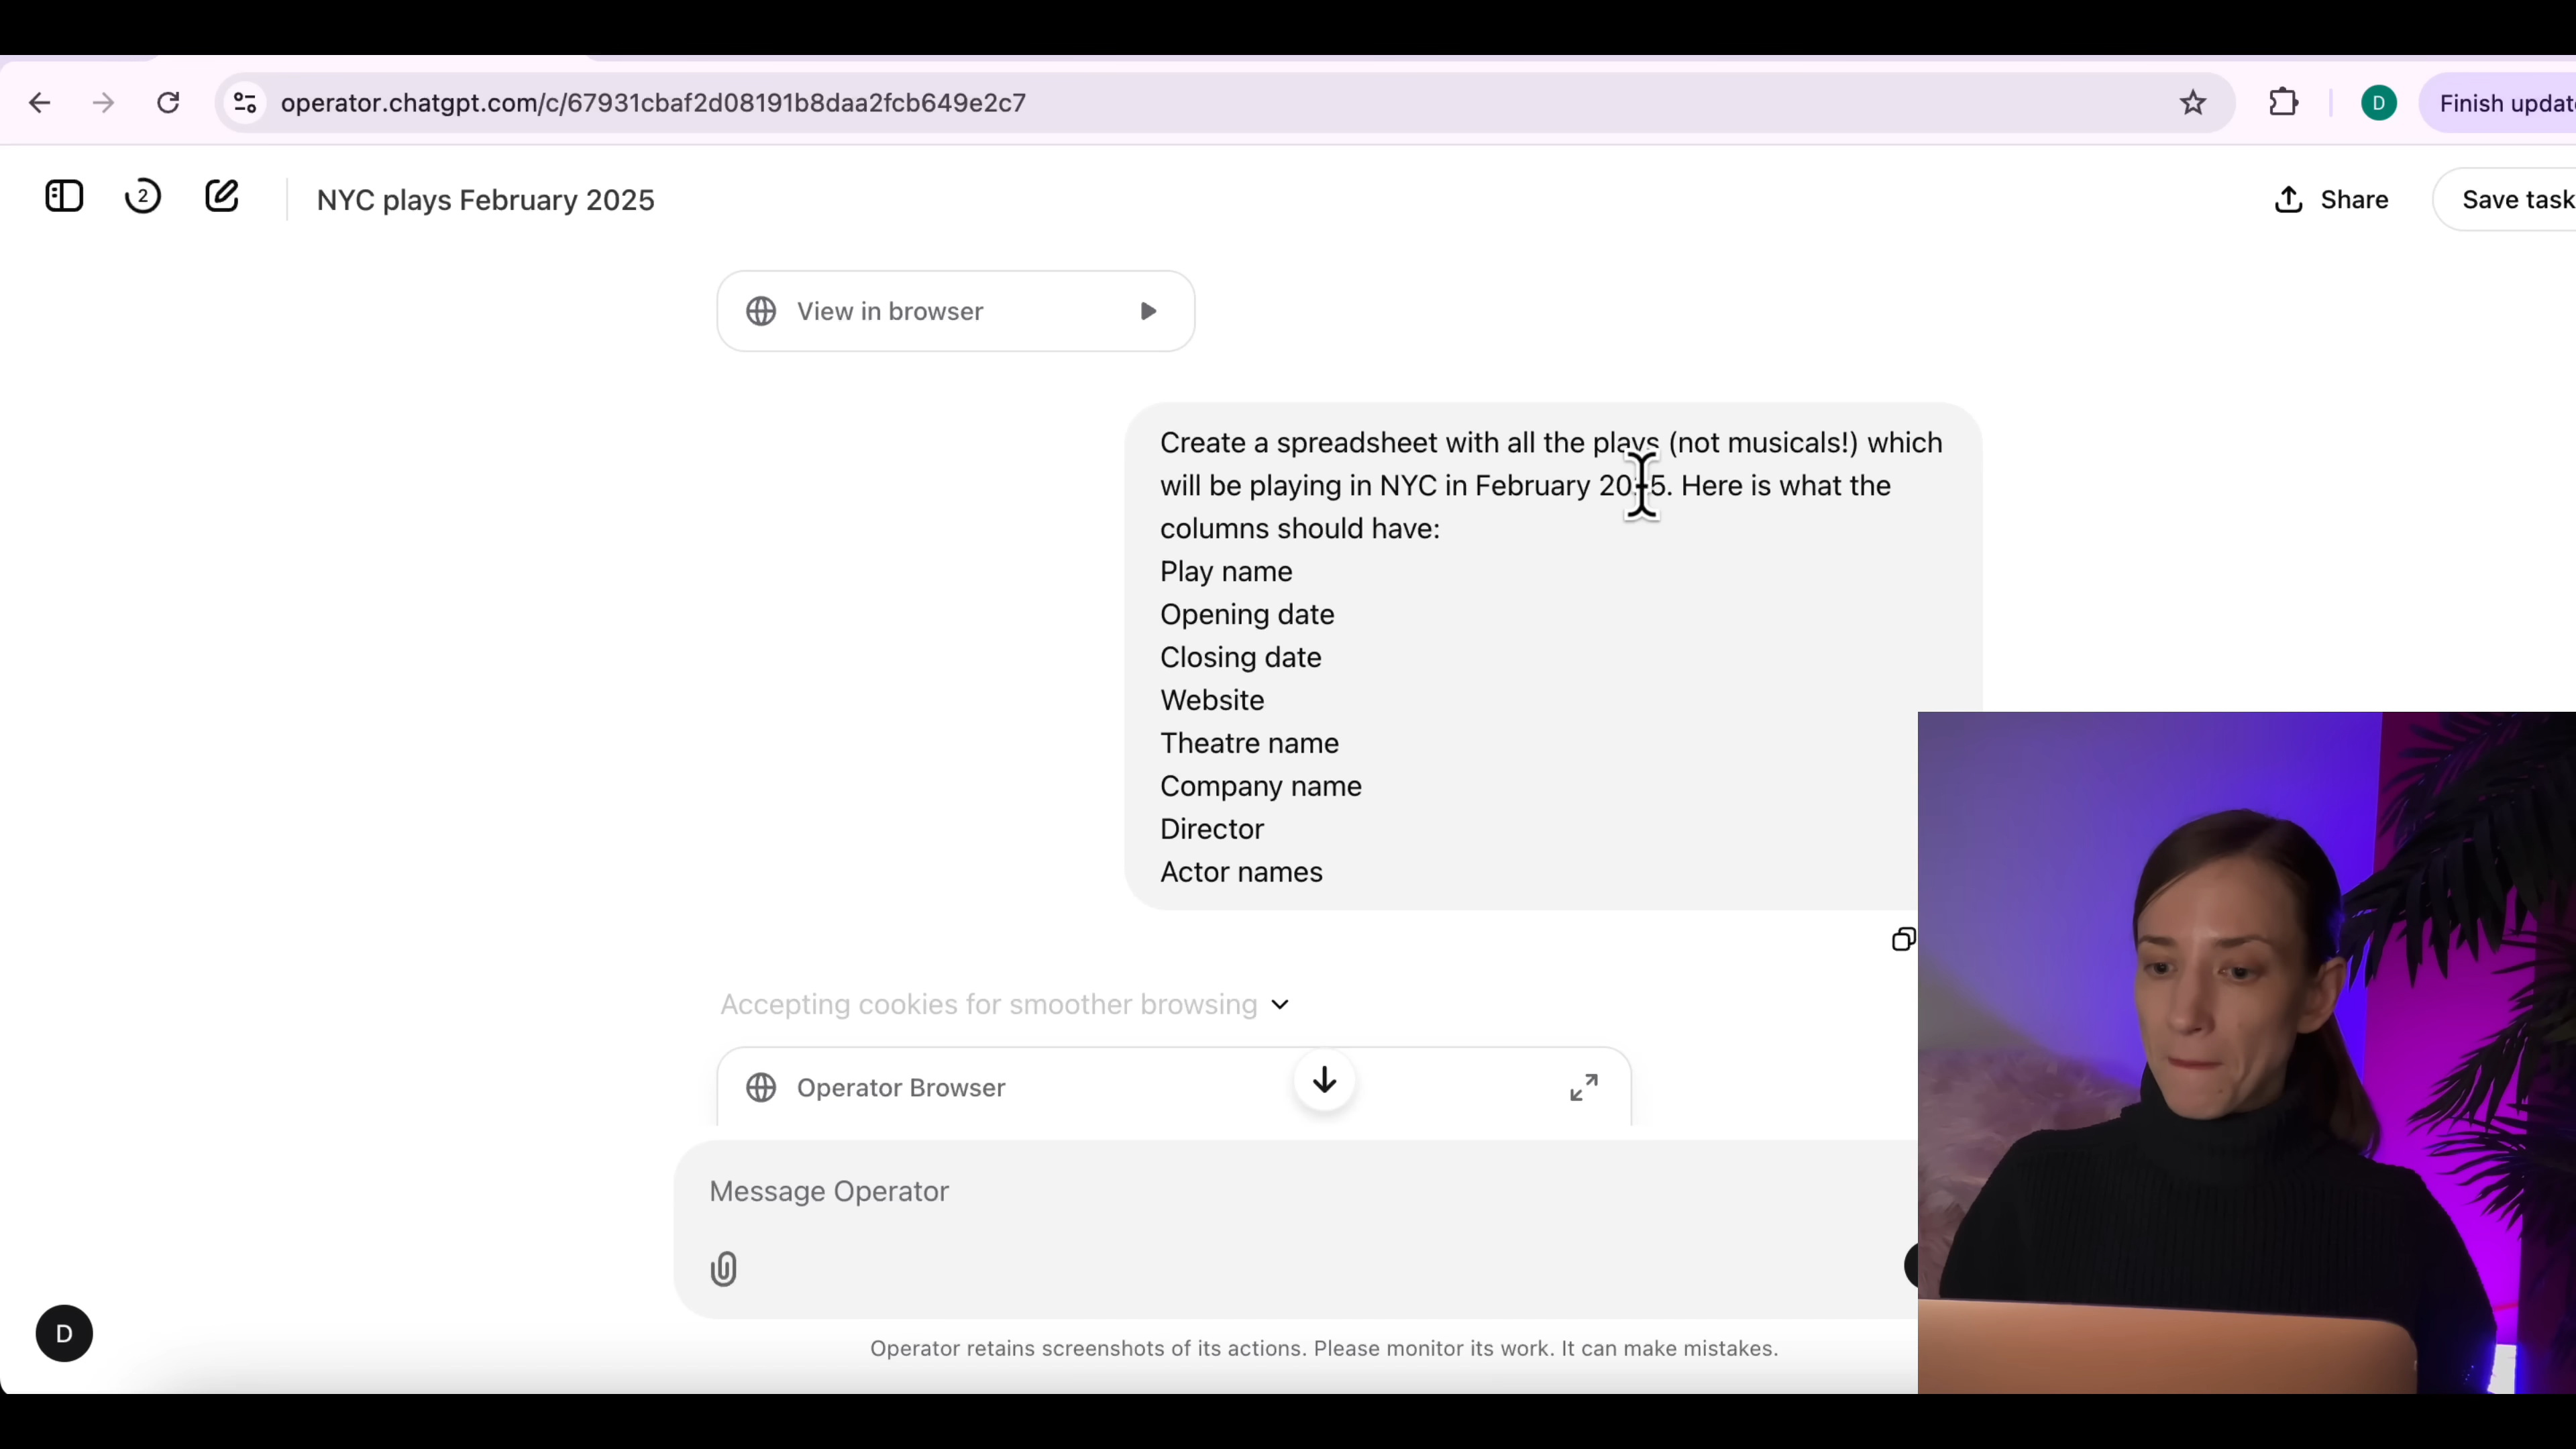 operator.chatgpt.com/c/67931cbaf2d08191b8daa2fcb649e2c7
D
Finish
2
NYC plays February 2025
Share
Save task
View in browser
Create a spreadsheet with all the plays (not musicals!) which
will be playing in NYC in February 2025. Here is what the
columns should have:
Play name
Opening date
Closing date
Website
Theatre name
Company name
Director
Actor names
Accepting cookies for smoother browsing
Operator Browser
Message Operator
D
Operator retains screenshots of its actions. Please monitor its work. It can make mistakes.